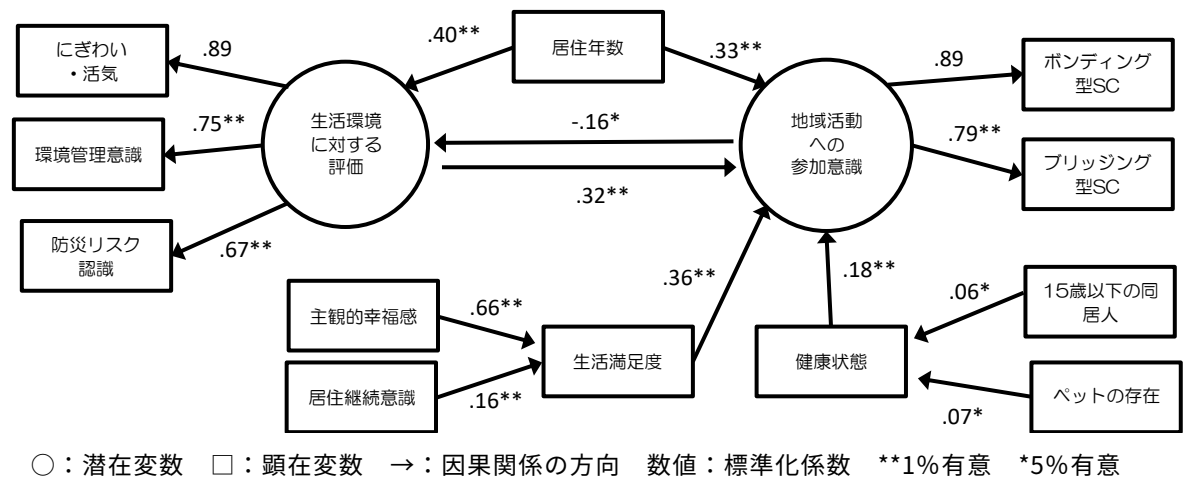 にぎわい
・活気
.89
.40**
居住年数
.33**
.89
ボンディング
型SC
環境管理意識
.75**
生活環境
に対する
評価
-.16*
.32**
地域活動
への
参加意識
.79**
ブリッジング
型SC
防災リスク
認識
.67**
主観的幸福感
.66**
居住継続意識
.16**
生活満足度
.36**
.18**
健康状態
.06*
15歳以下の同
居人
.07*
ペットの存在
○：潜在変数　□：顕在変数　→：因果関係の方向　数値：標準化係数　**1%有意　*5%有意